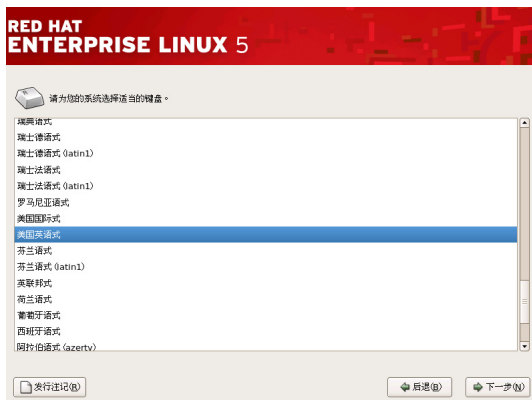 RED HAT
ENTERPRISE LINUX 5
请为您的系统选择适当的键盘。
瑞典语式
瑞士德语式
瑞士德语式 (latin1)
瑞士法语式
瑞士法语式 (latin1)
罗马尼亚语式
美国国际式
美国英语式
芬兰语式
芬兰语式 (latin1)
英联邦式
荷兰语式
葡萄牙语式
西班牙语式
阿拉伯语式 (azerty)
发行注记(R)
后退(B)
下一步(N)